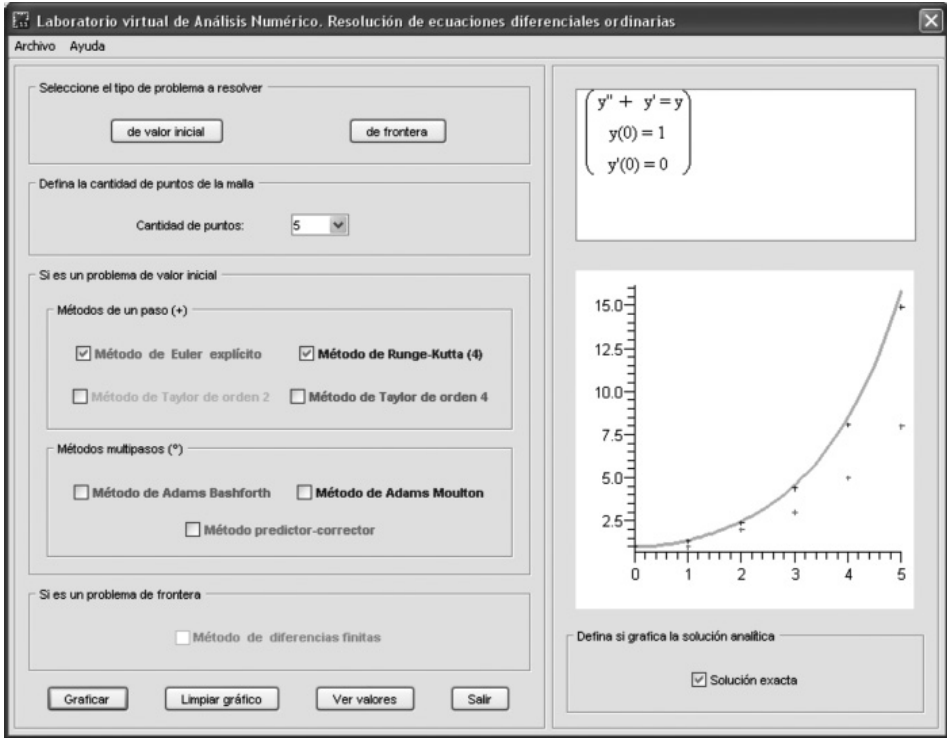 Laboratorio virtual de Análisis Numérico. Resolución de ecuaciones diferenciales ordinarias
Archivo Ayuda
Seleccione el tipo de problema a resolver
de valor inicial de frontera
Defina la cantidad de puntos de la malla
Cantidad de puntos: 5
Si es un problema de valor inicial
Métodos de un paso (+)
Método de Euler explícito Método de Runge-Kutta (4)
Método de Taylor de orden 2 Método de Taylor de orden 4
Métodos multipasos (º)
Método de Adams Bashforth Método de Adams Moulton
Método predictor-corrector
Si es un problema de frontera
Método de diferencias finitas
Graficar Limpiar gráfico Ver valores Salir
y'' + y' = y
y(0) = 1
y'(0) = 0
15.0
12.5
10.0
7.5
5.0
2.5
0 1 2 3 4 5
Defina si grafica la solución analítica
Solución exacta